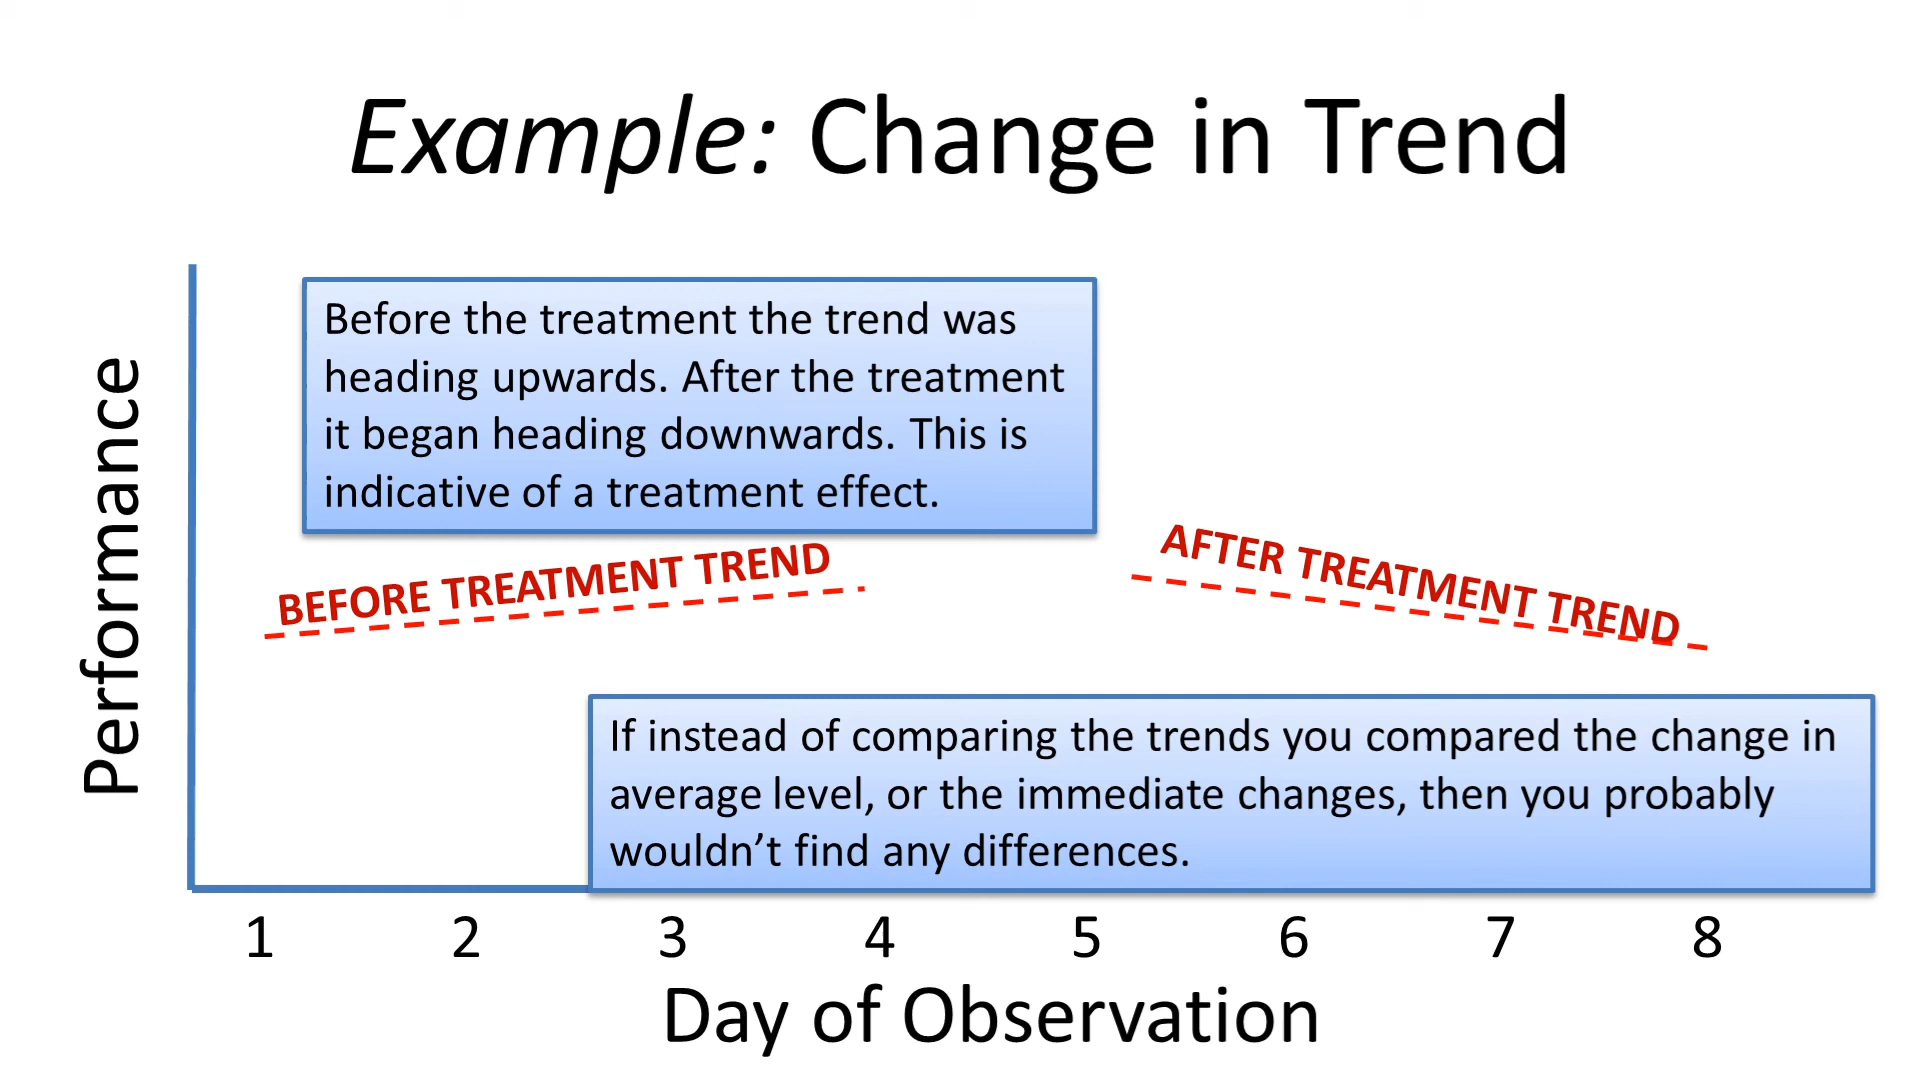 Example: Change in Trend
Before the treatment the trend was
heading upwards. After the treatment
it began heading downwards. This is
indicative of a treatment effect.
BEFORE TREATMENT TREND
AFTER TREATMENT TREND
Performance
If instead of comparing the trends you compared the change in
average level, or the immediate changes, then you probably
wouldn’t find any differences.
1 2 3 4 5 6 7 8
Day of Observation